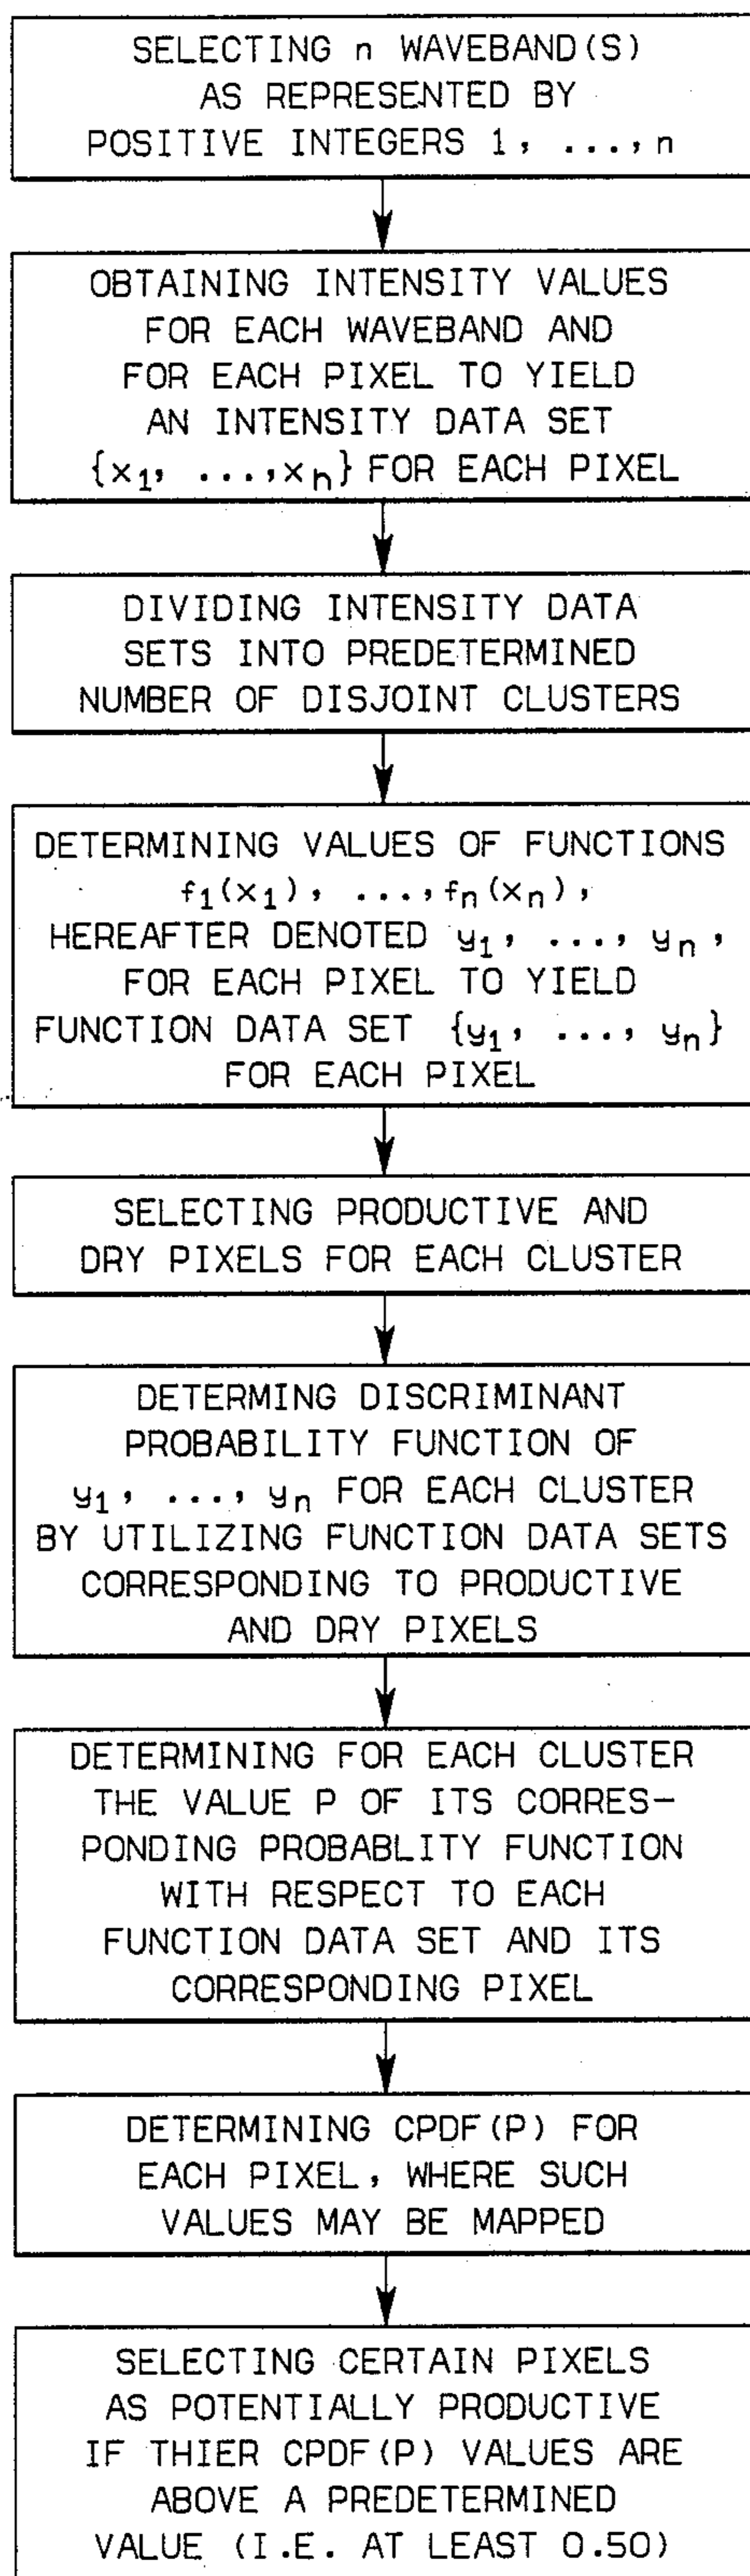 SELECTING n WAVEBAND(S)
AS REPRESENTED BY
POSITIVE INTEGERS 1, ..., n
OBTAINING INTENSITY VALUES
FOR EACH WAVEBAND AND
FOR EACH PIXEL TO YIELD
AN INTENSITY DATA SET
{x₁, ...,xₙ} FOR EACH PIXEL
DIVIDING INTENSITY DATA
SETS INTO PREDETERMINED
NUMBER OF DISJOINT CLUSTERS
DETERMINING VALUES OF FUNCTIONS
f₁(x₁), ...,fₙ(xₙ),
HEREAFTER DENOTED y₁, ..., yₙ,
FOR EACH PIXEL TO YIELD
FUNCTION DATA SET {y₁, ..., yₙ}
FOR EACH PIXEL
SELECTING PRODUCTIVE AND
DRY PIXELS FOR EACH CLUSTER
DETERMING DISCRIMINANT
PROBABILITY FUNCTION OF
y₁, ..., yₙ FOR EACH CLUSTER
BY UTILIZING FUNCTION DATA SETS
CORRESPONDING TO PRODUCTIVE
AND DRY PIXELS
DETERMINING FOR EACH CLUSTER
THE VALUE P OF ITS CORRES-
PONDING PROBABLITY FUNCTION
WITH RESPECT TO EACH
FUNCTION DATA SET AND ITS
CORRESPONDING PIXEL
DETERMINING CPDF(P) FOR
EACH PIXEL, WHERE SUCH
VALUES MAY BE MAPPED
SELECTING CERTAIN PIXELS
AS POTENTIALLY PRODUCTIVE
IF THIER CPDF(P) VALUES ARE
ABOVE A PREDETERMINED
VALUE (I.E. AT LEAST 0.50)